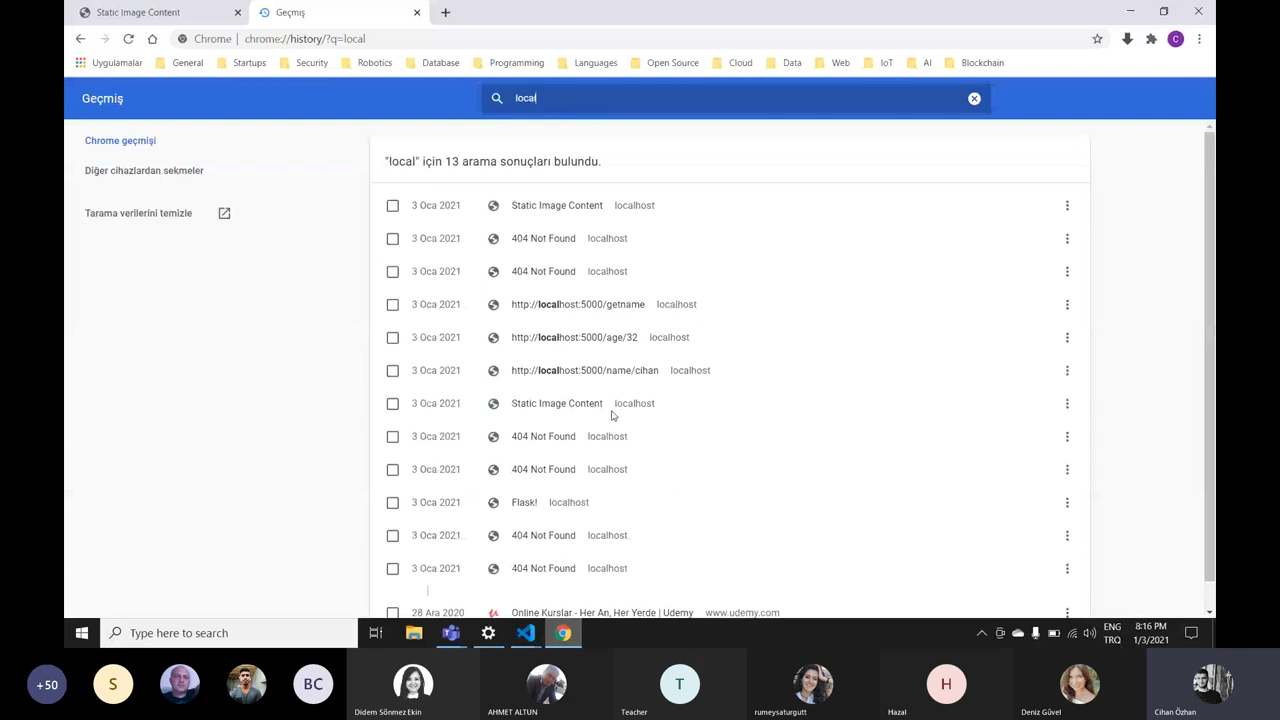 Static Image Content
Geçmiş
Chrome
chrome://history/?q=local
C
Uygulamalar
General
Startups
Security
Robotics
Database
Programming
Languages
Open Source
Cloud
Data
Web
IoT
AI
Blockchain
Geçmiş
local
Chrome geçmişi
Diğer cihazlardan sekmeler
Tarama verilerini temizle
"local" için 13 arama sonuçları bulundu.
3 Oca 2021 Static Image Content localhost
3 Oca 2021 404 Not Found localhost
3 Oca 2021 404 Not Found localhost
3 Oca 2021 http://localhost:5000/getname localhost
3 Oca 2021 http://localhost:5000/age/32 localhost
3 Oca 2021 http://localhost:5000/name/cihan localhost
3 Oca 2021 Static Image Content localhost
3 Oca 2021 404 Not Found localhost
3 Oca 2021 404 Not Found localhost
3 Oca 2021 Flask! localhost
3 Oca 2021 404 Not Found localhost
3 Oca 2021 404 Not Found localhost
28 Ara 2020 Online Kurslar - Her An, Her Yerde | Udemy www.udemy.com
Type here to search
ENG
TRQ
8:16 PM
1/3/2021
+50
S
BC
T
H
Didem Sönmez Ekin
AHMET ALTUN
Teacher
rumeysaturgutt
Hazal
Deniz Güvel
Cihan Özhan